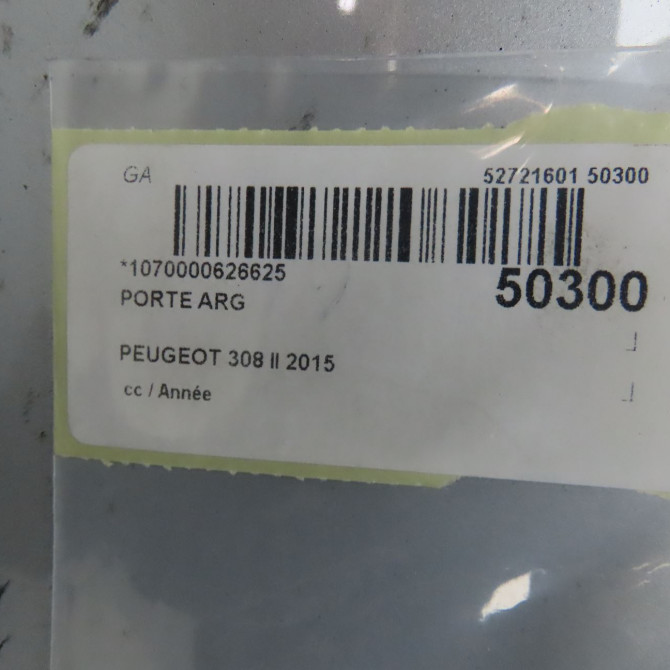 GA 52721601 50300
*1070000626625 50300
PORTE ARG
PEUGEOT 308 II 2015
cc / Année